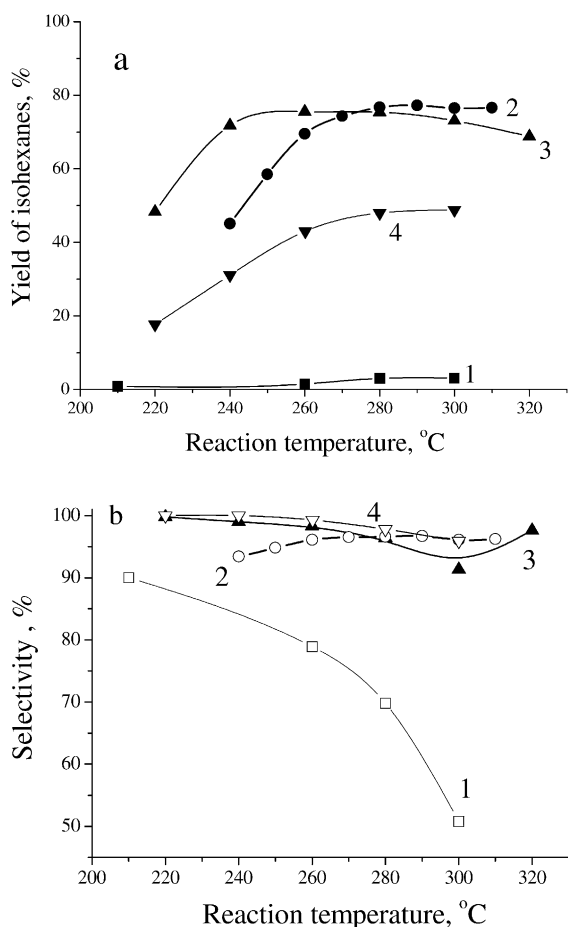 a
Yield of isohexanes, %
100
80
60
40
20
0
2
3
4
1
200 220 240 260 280 300 320
Reaction temperature, °C
b
Selectivity , %
100
90
80
70
60
50
4
2
3
1
200 220 240 260 280 300 320
Reaction temperature, °C